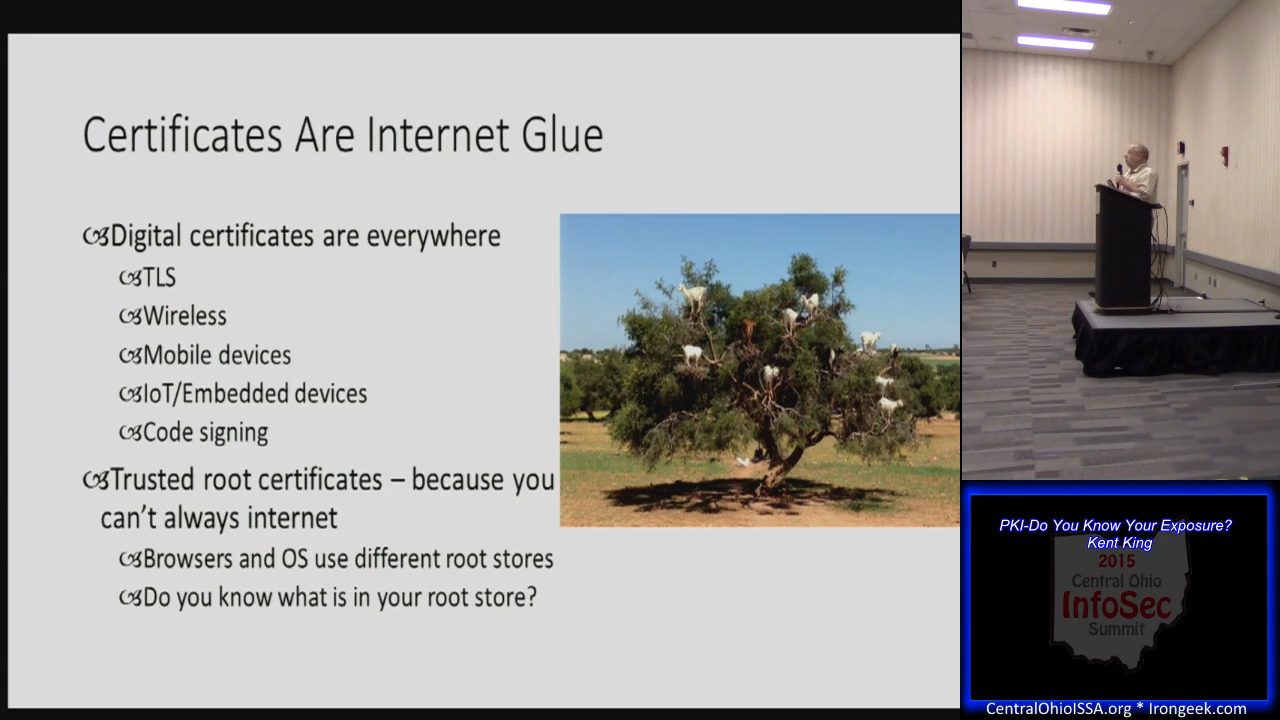 Certificates Are Internet Glue
Digital certificates are everywhere
TLS
Wireless
Mobile devices
IoT/Embedded devices
Code signing
Trusted root certificates – because you
can't always internet
Browsers and OS use different root stores
Do you know what is in your root store?
PKI-Do You Know Your Exposure?
Kent King
2015
Central Ohio
InfoSec
Summit
CentralOhioISSA.org * Irongeek.com